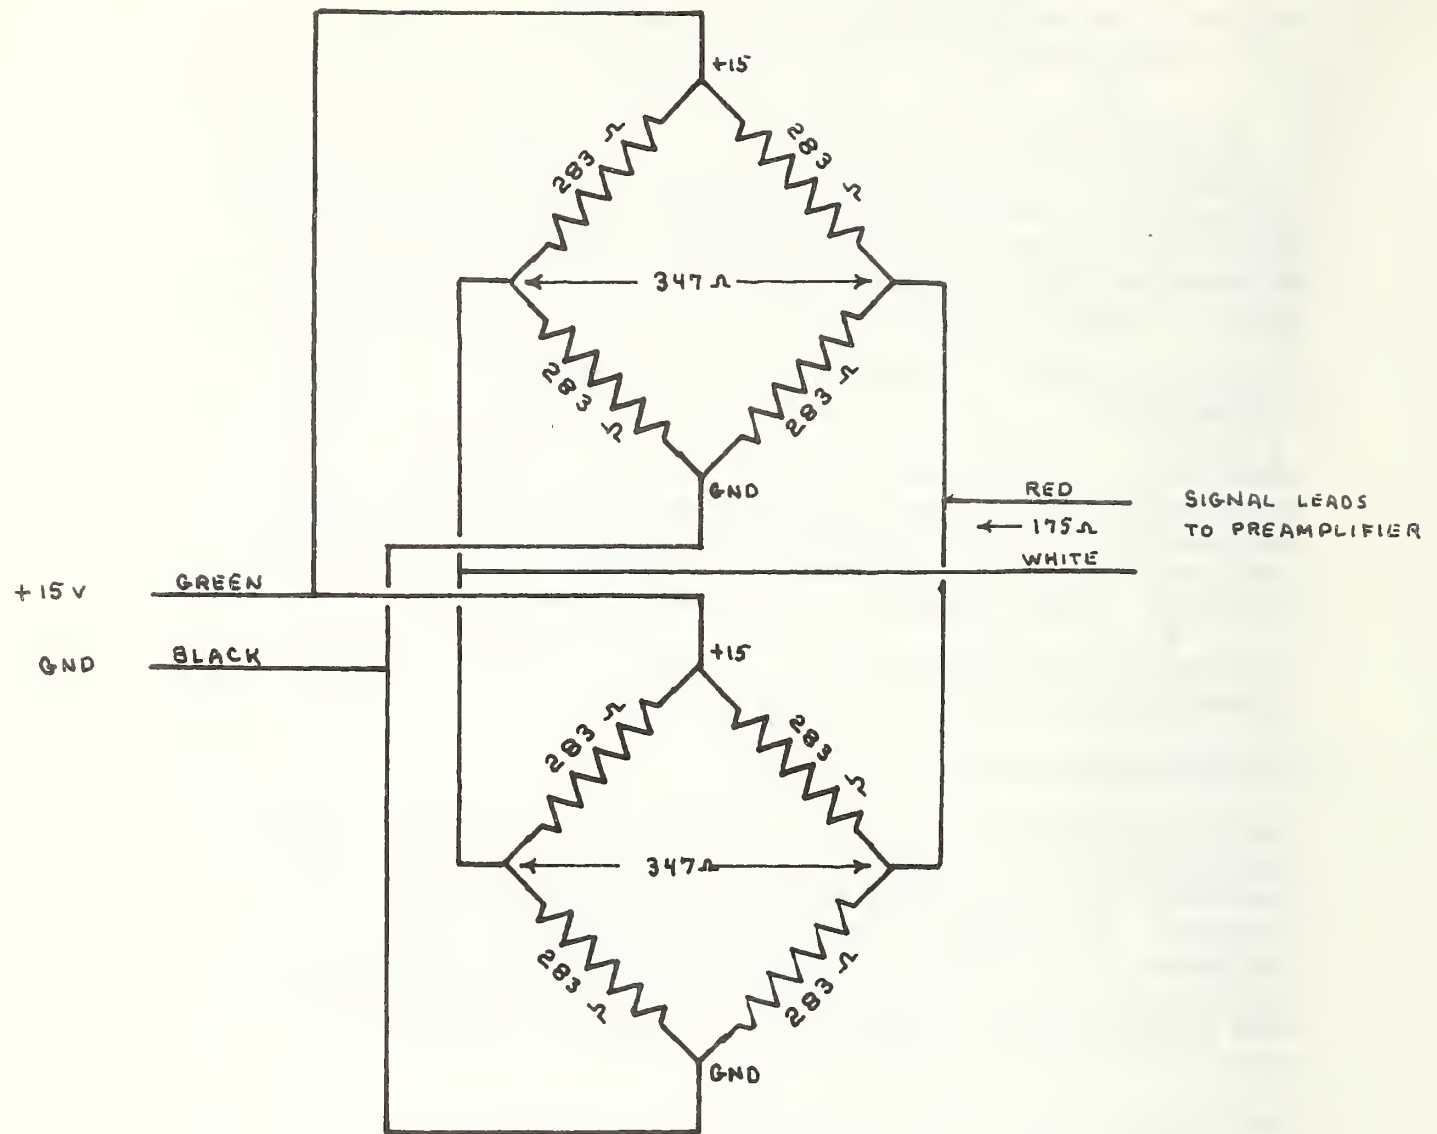 +15
283 Ω
283 Ω
347 Ω
283 Ω
283 Ω
GND
RED
SIGNAL LEADS
175 Ω
TO PREAMPLIFIER
WHITE
+15 V
GREEN
GND
BLACK
+15
283 Ω
283 Ω
347 Ω
283 Ω
283 Ω
GND